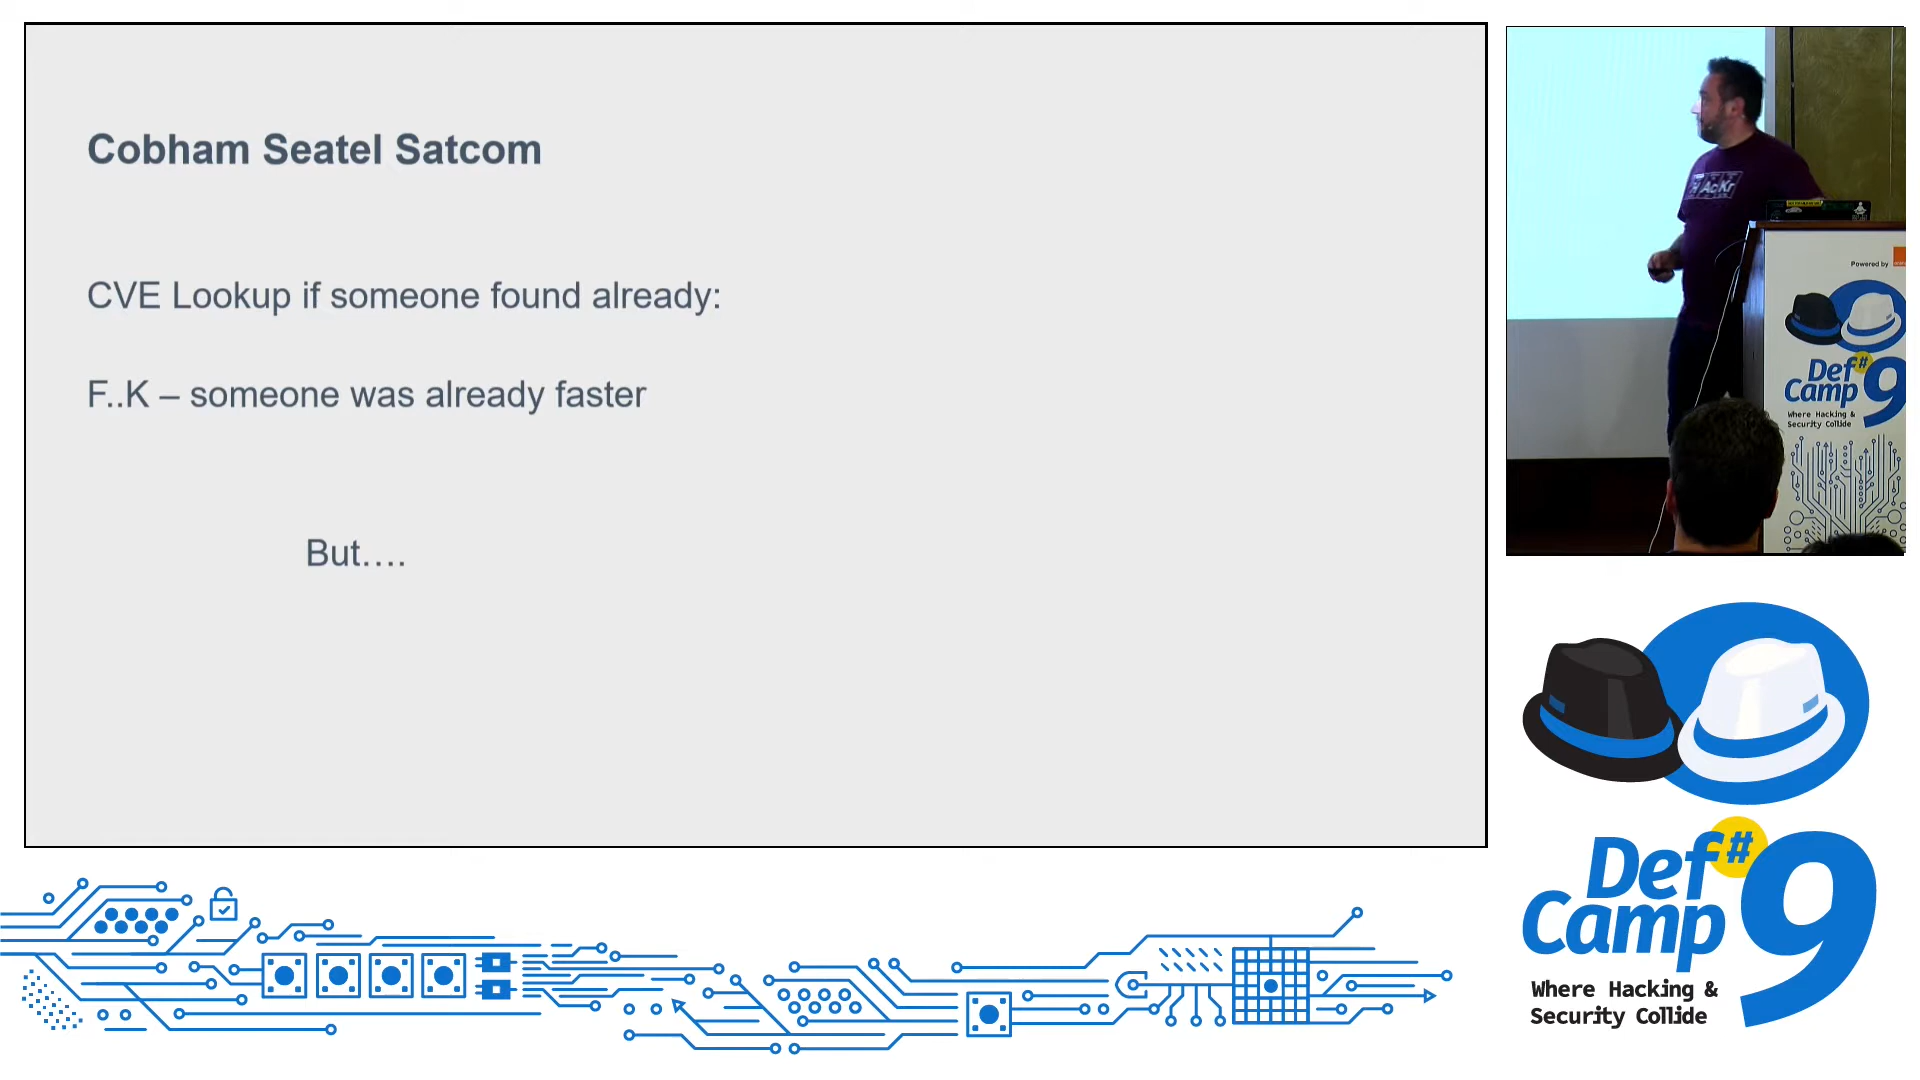 Cobham Seatel Satcom
CVE Lookup if someone found already:
F..K – someone was already faster
But….
HAcKr
Powered by
Def
#
Camp
9
Where Hacking &
Security Collide
Def
#
Camp
9
Where Hacking &
Security Collide